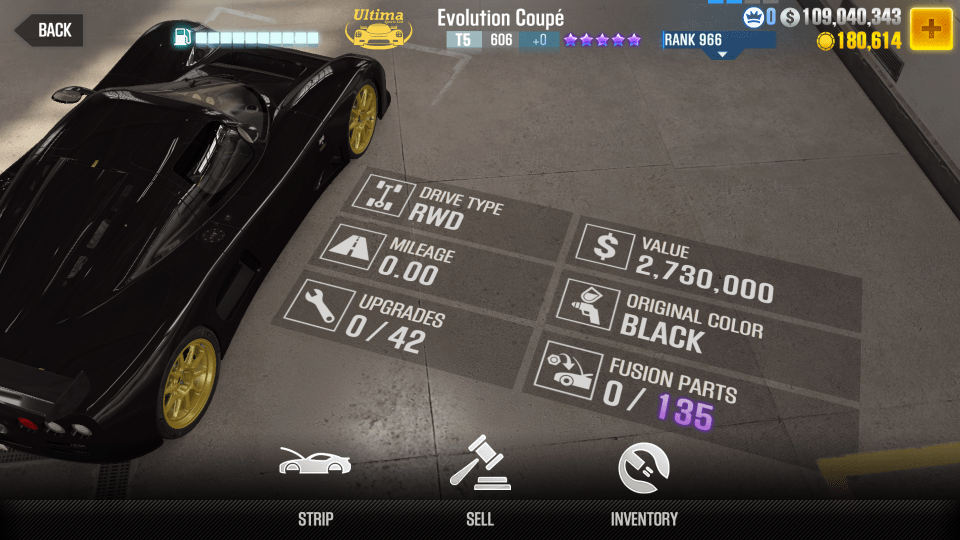 BACK
Ultima
Evolution Coupé
T5 606 +0
RANK 966
0 $ 109,040,343
180,614
DRIVE TYPE
RWD
MILEAGE
0.00
UPGRADES
0 / 42
$ VALUE
2,730,000
ORIGINAL COLOR
BLACK
FUSION PARTS
0 / 135
STRIP
SELL
INVENTORY